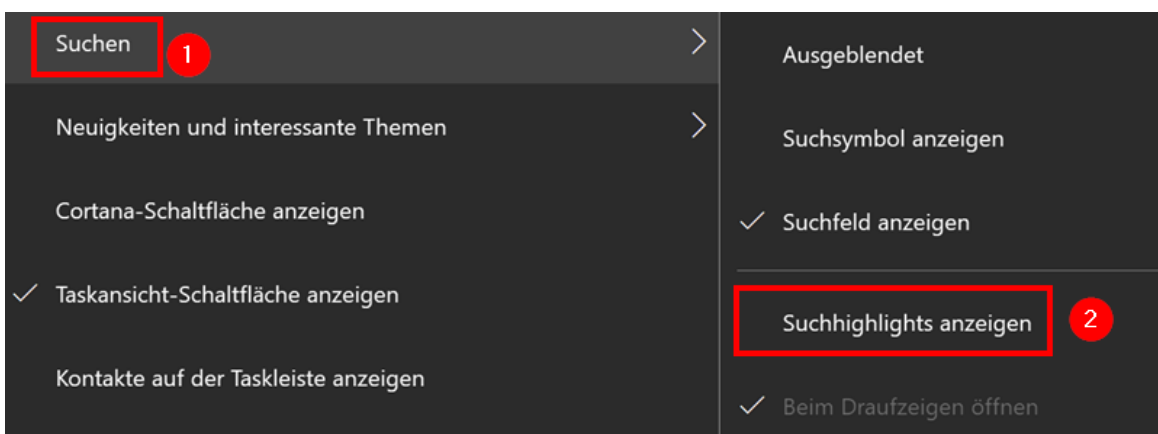 Suchen
1
Neuigkeiten und interessante Themen
Cortana-Schaltfläche anzeigen
Taskansicht-Schaltfläche anzeigen
Kontakte auf der Taskleiste anzeigen
Ausgeblendet
Suchsymbol anzeigen
Suchfeld anzeigen
Suchhighlights anzeigen
2
Beim Draufzeigen öffnen